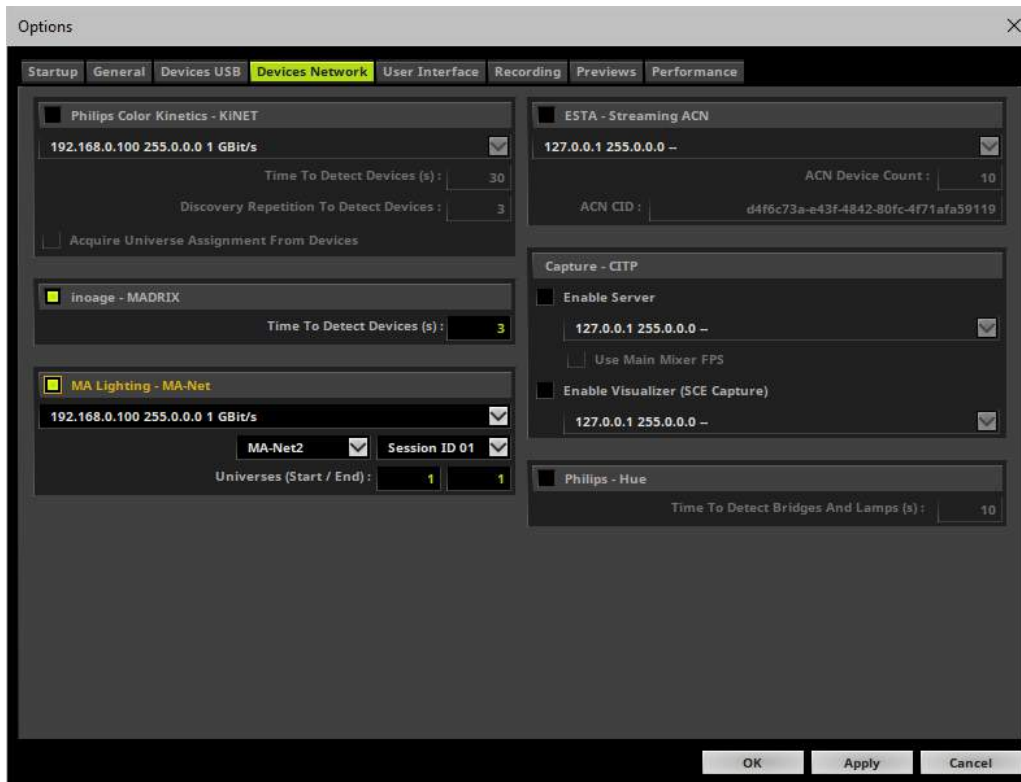 Options
Startup General Devices USB Devices Network User Interface Recording Previews Performance
Philips Color Kinetics - KiNET
192.168.0.100 255.0.0.0 1 GBit/s
Time To Detect Devices (s) : 30
Discovery Repetition To Detect Devices : 3
Acquire Universe Assignment From Devices
inoage - MADRIX
Time To Detect Devices (s) : 3
MA Lighting - MA-Net
192.168.0.100 255.0.0.0 1 GBit/s
MA-Net2 Session ID 01
Universes (Start / End) : 1 1
ESTA - Streaming ACN
127.0.0.1 255.0.0.0 --
ACN Device Count : 10
ACN CID : d4f6c73a-e43f-4842-80fc-4f71afa59119
Capture - CITP
Enable Server
127.0.0.1 255.0.0.0 --
Use Main Mixer FPS
Enable Visualizer (SCE Capture)
127.0.0.1 255.0.0.0 --
Philips - Hue
Time To Detect Bridges And Lamps (s) : 10
OK Apply Cancel